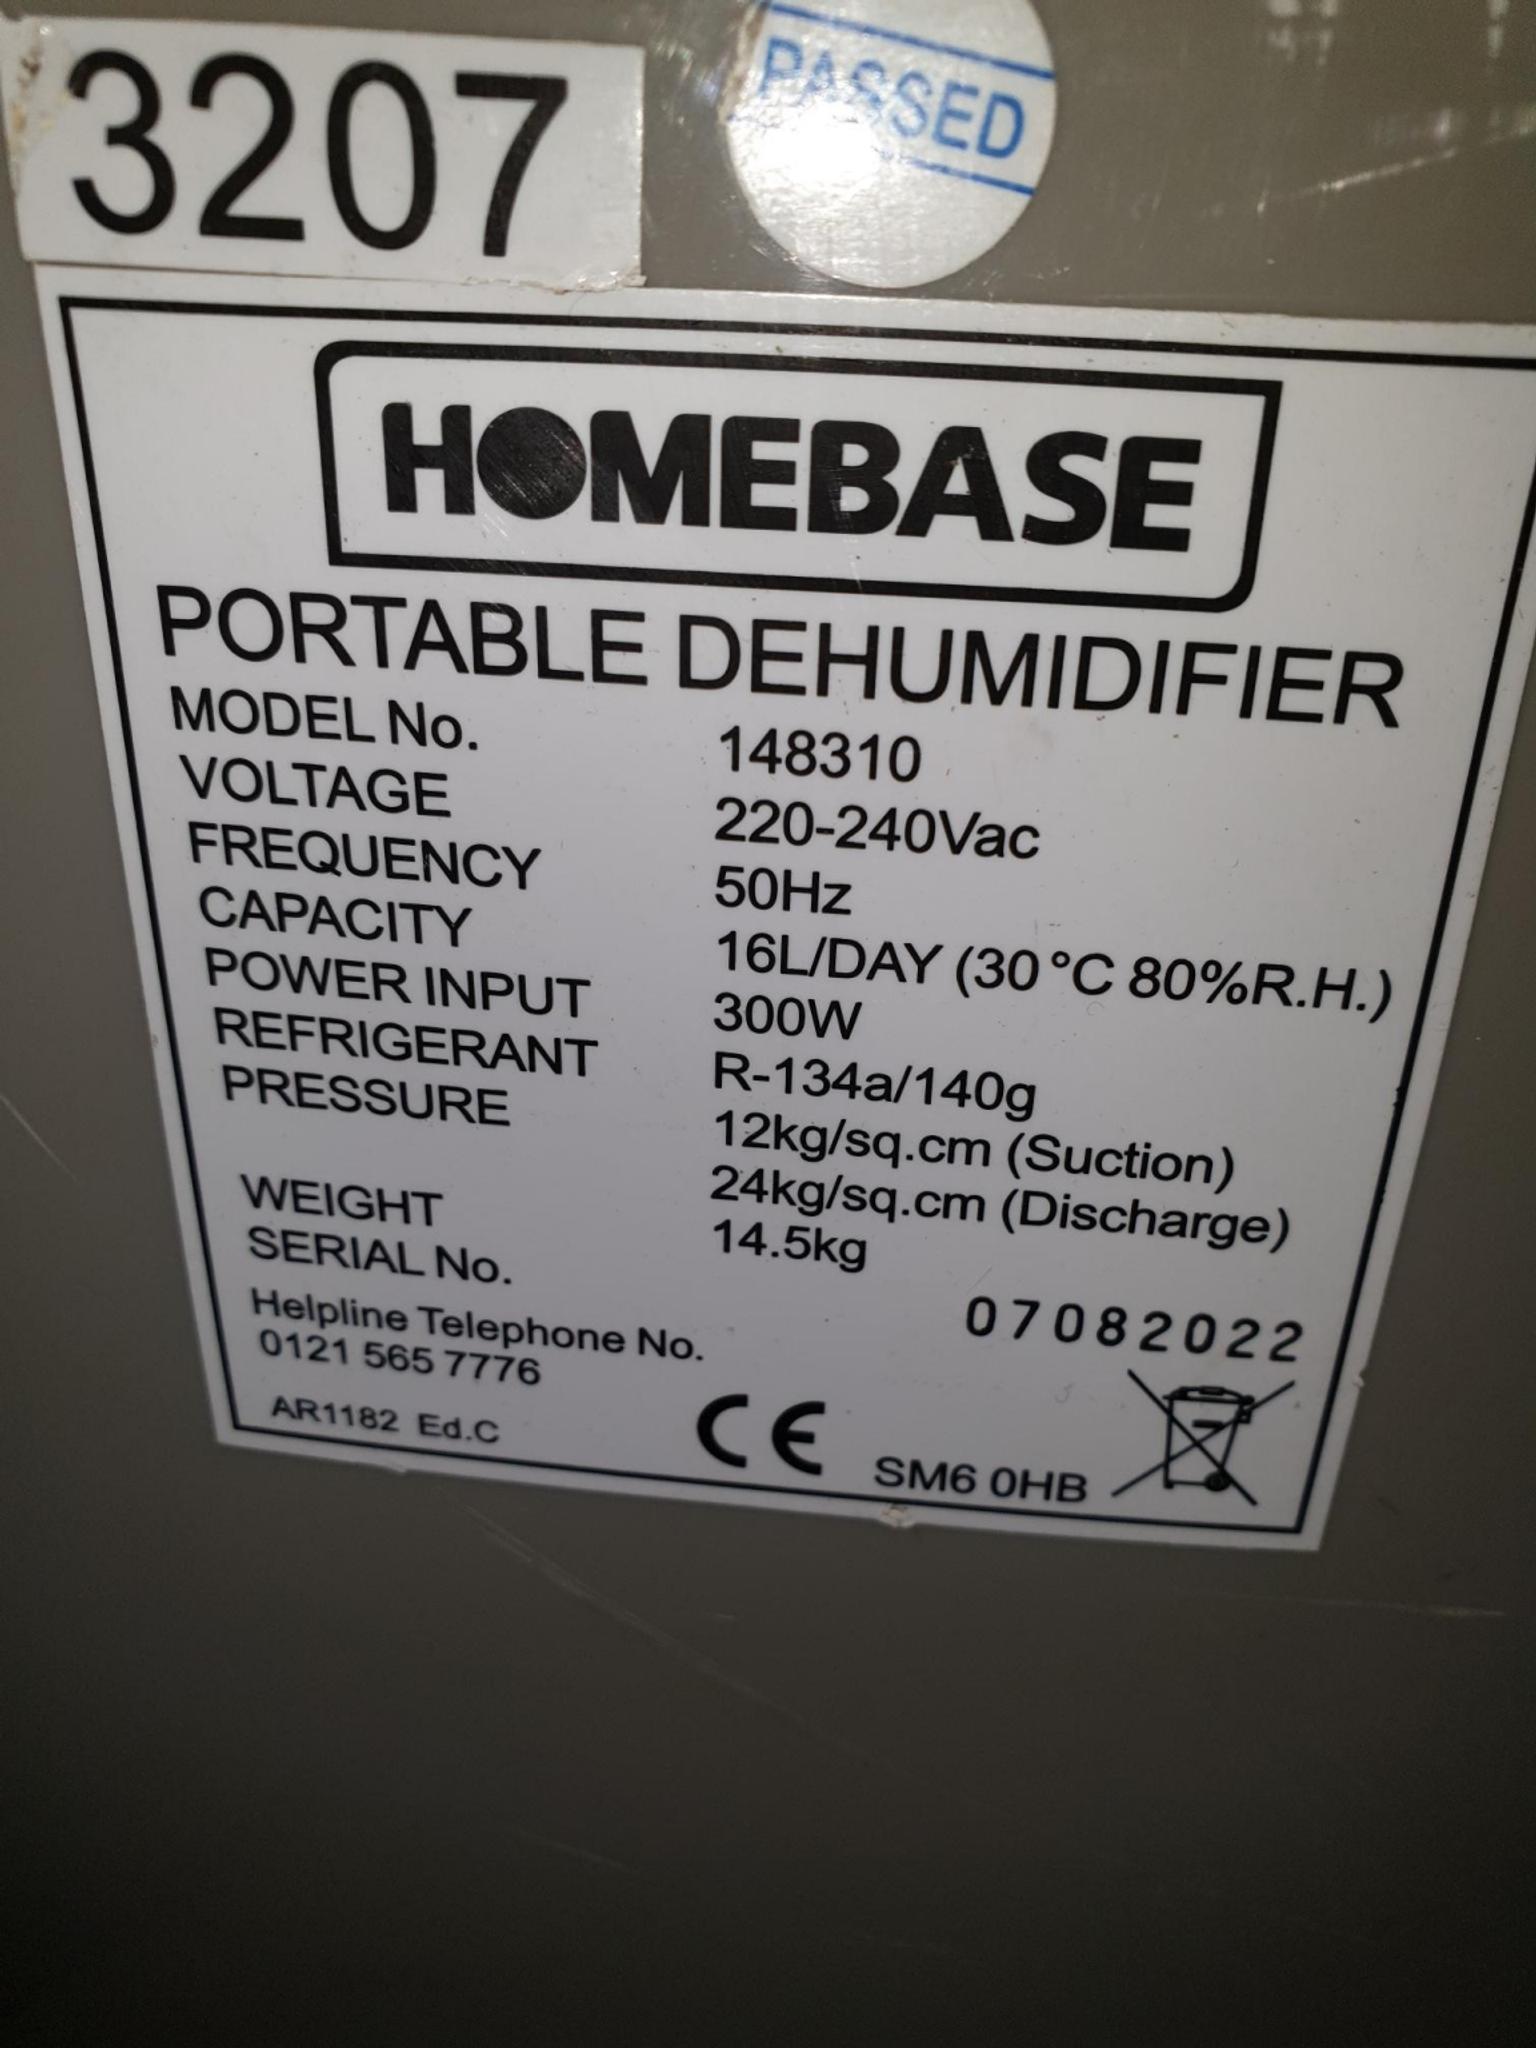 3207
PASSED
HOMEBASE
PORTABLE DEHUMIDIFIER
MODEL No. 148310
VOLTAGE 220-240Vac
FREQUENCY 50Hz
CAPACITY 16L/DAY (30°C 80%R.H.)
POWER INPUT 300W
REFRIGERANT R-134a/140g
PRESSURE 12kg/sq.cm (Suction)
24kg/sq.cm (Discharge)
WEIGHT 14.5kg
SERIAL No. 07082022
Helpline Telephone No.
0121 565 7776
AR1182 Ed.C CE SM6 0HB